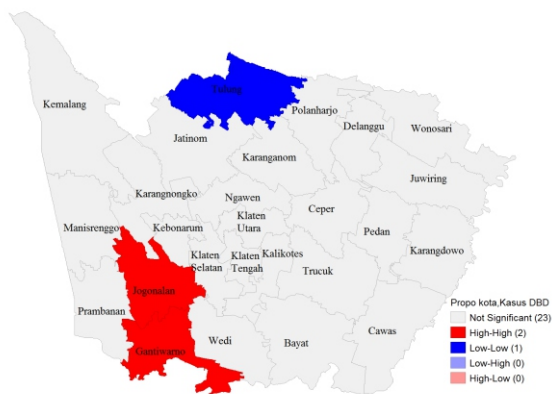 Tulung
Kemalang
Polanharjo
Delanggu
Wonosari
Jatinom
Karanganom
Juwiring
Karangnongko
Ngawen
Ceper
Klaten
Utara
Manisrenggo
Kebonarum
Pedan
Karangdowo
Klaten
Selatan
Klaten
Tengah
Kalikotes
Trucuk
Jogonalan
Prambanan
Wedi
Bayat
Cawas
Gantiwarno
Propo kota,Kasus DBD
Not Significant (23)
High-High (2)
Low-Low (1)
Low-High (0)
High-Low (0)